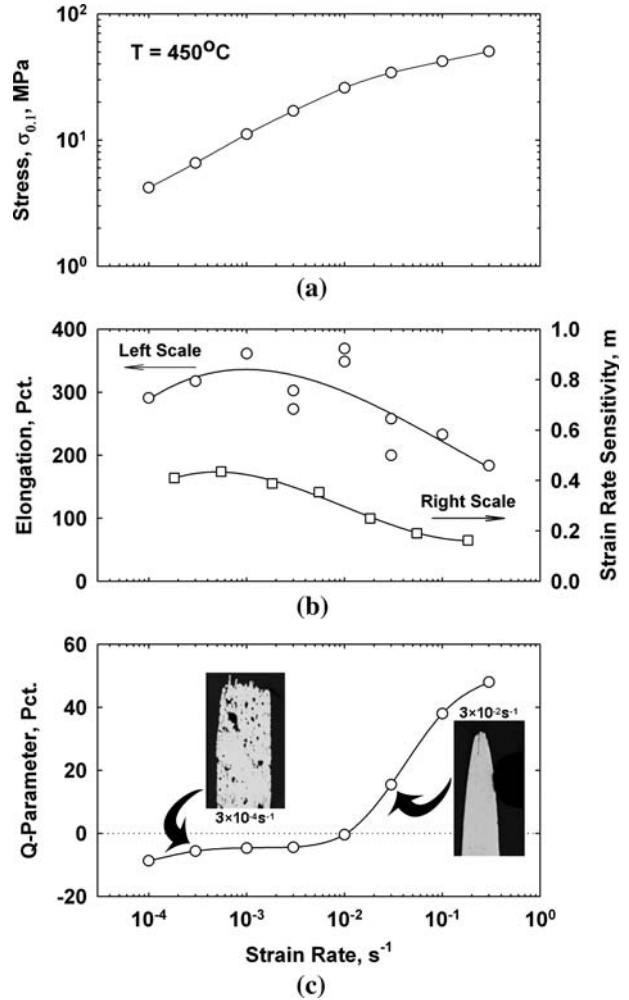 10²
T = 450°C
Stress, σ0.1, MPa
10¹
10⁰
(a)
400
1.0
Left Scale
300
0.8
Elongation, Pct.
0.6
Strain Rate Sensitivity, m
200
0.4
Right Scale
100
0.2
0
0.0
(b)
60
40
3×10⁻²s⁻¹
Q-Parameter, Pct.
20
3×10⁻⁴s⁻¹
0
-20
10⁻⁴
10⁻³
10⁻²
10⁻¹
10⁰
Strain Rate, s⁻¹
(c)